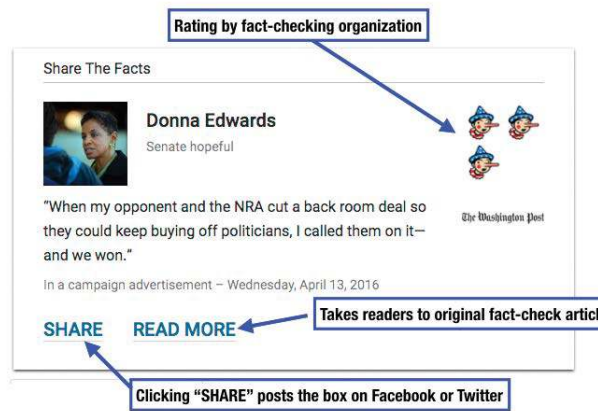 Rating by fact-checking organization
Share The Facts
Donna Edwards
Senate hopeful
"When my opponent and the NRA cut a back room deal so
they could keep buying off politicians, I called them on it—
and we won."
The Washington Post
In a campaign advertisement – Wednesday, April 13, 2016
SHARE READ MORE
Takes readers to original fact-check articl
Clicking "SHARE" posts the box on Facebook or Twitter